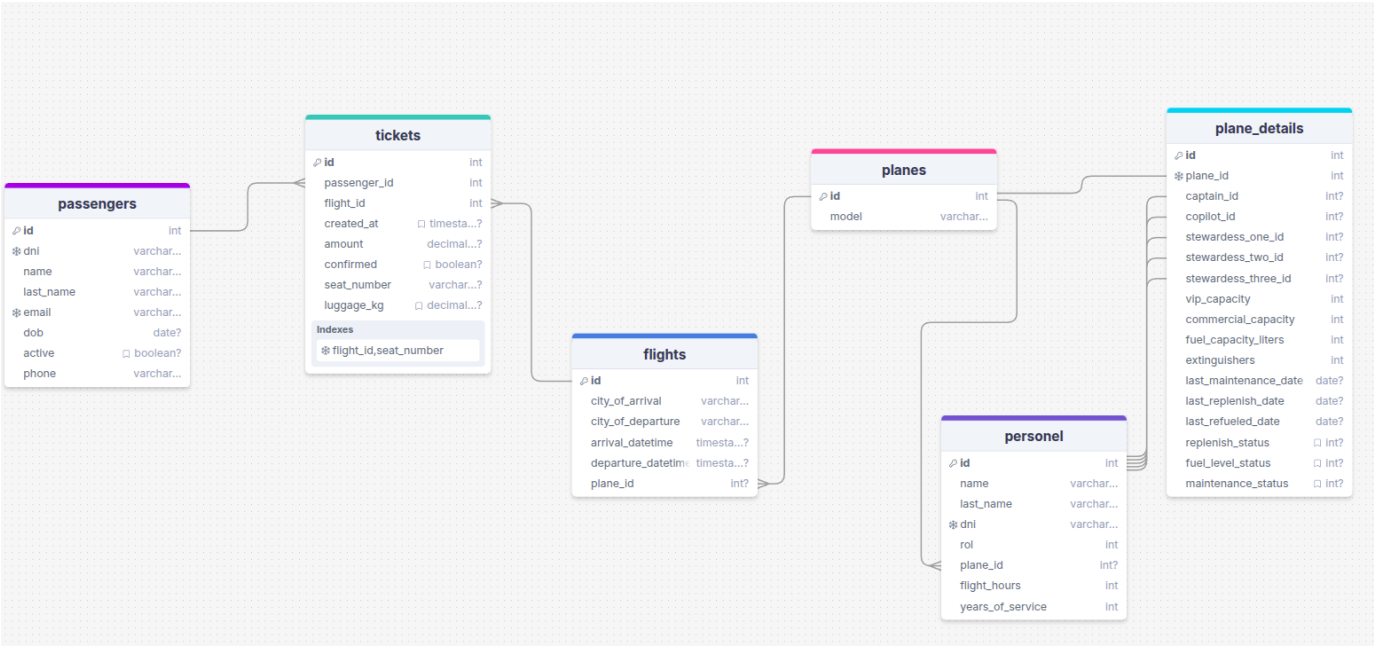 passengers
id int
dni varchar...
name varchar...
last_name varchar...
email varchar...
dob date?
active boolean?
phone varchar...
tickets
id int
passenger_id int
flight_id int
created_at timesta...?
amount decimal...?
confirmed boolean?
seat_number varchar...?
luggage_kg decimal...?
Indexes
flight_id,seat_number
flights
id int
city_of_arrival varchar...
city_of_departure varchar...
arrival_datetime timesta...?
departure_datetim timesta...?
plane_id int?
planes
id int
model varchar...
personel
id int
name varchar...
last_name varchar...
dni varchar...
rol int
plane_id int?
flight_hours int
years_of_service int
plane_details
id int
plane_id int
captain_id int?
copilot_id int?
stewardess_one_id int?
stewardess_two_id int?
stewardess_three_id int?
vip_capacity int
commercial_capacity int
fuel_capacity_liters int
extinguishers int
last_maintenance_date date?
last_replenish_date date?
last_refueled_date date?
replenish_status int?
fuel_level_status int?
maintenance_status int?